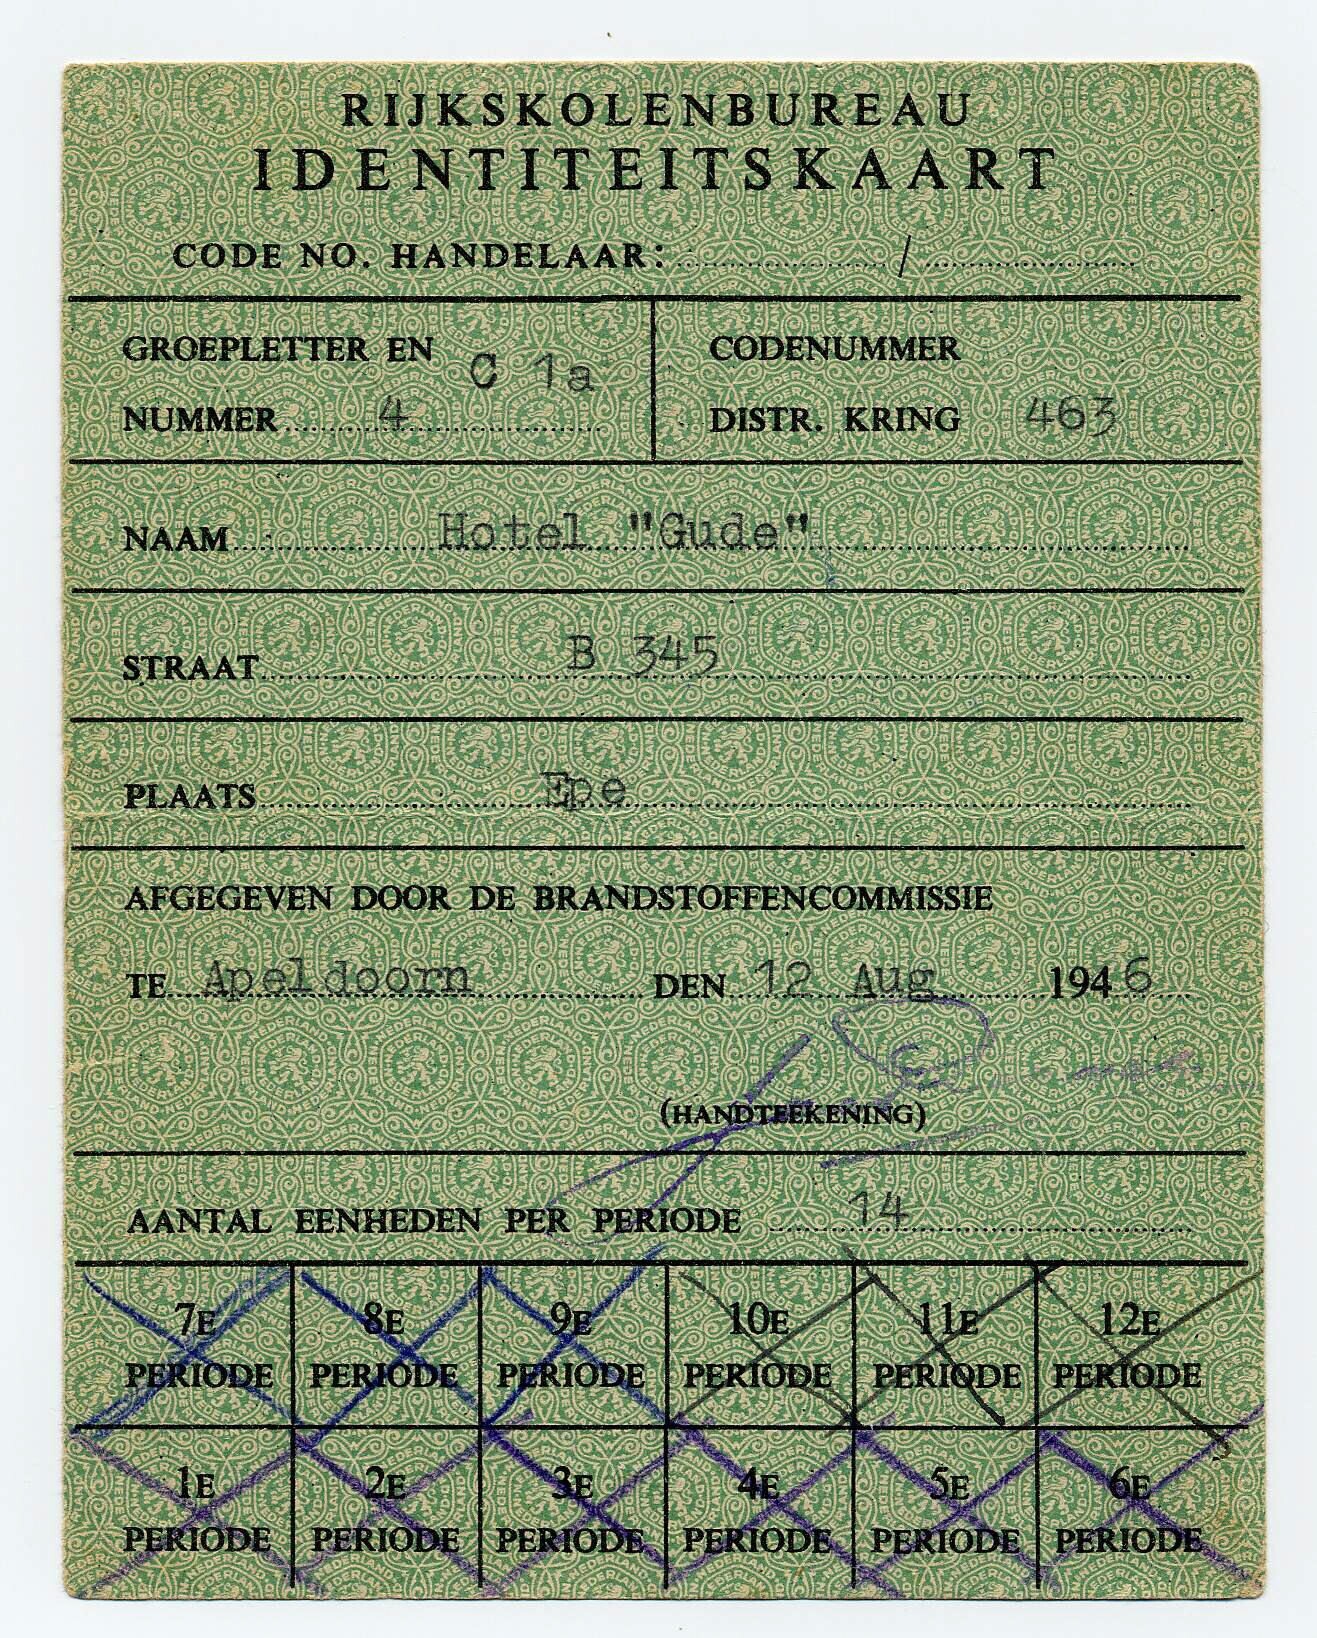 RIJKSKOLENBUREAU
IDENTITEITSKAART
CODE NO. HANDELAAR: /
GROEPLETTER EN C 1a
NUMMER 4
CODENUMMER
DISTR. KRING 463
NAAM Hotel "Gude"
STRAAT B 345
PLAATS Epe
AFGEGEVEN DOOR DE BRANDSTOFFENCOMMISSIE
TE Apeldoorn DEN 12 Aug 1946
(HANDTEEKENING)
AANTAL EENHEDEN PER PERIODE 14
7E PERIODE
8E PERIODE
9E PERIODE
10E PERIODE
11E PERIODE
12E PERIODE
1E PERIODE
2E PERIODE
3E PERIODE
4E PERIODE
5E PERIODE
6E PERIODE